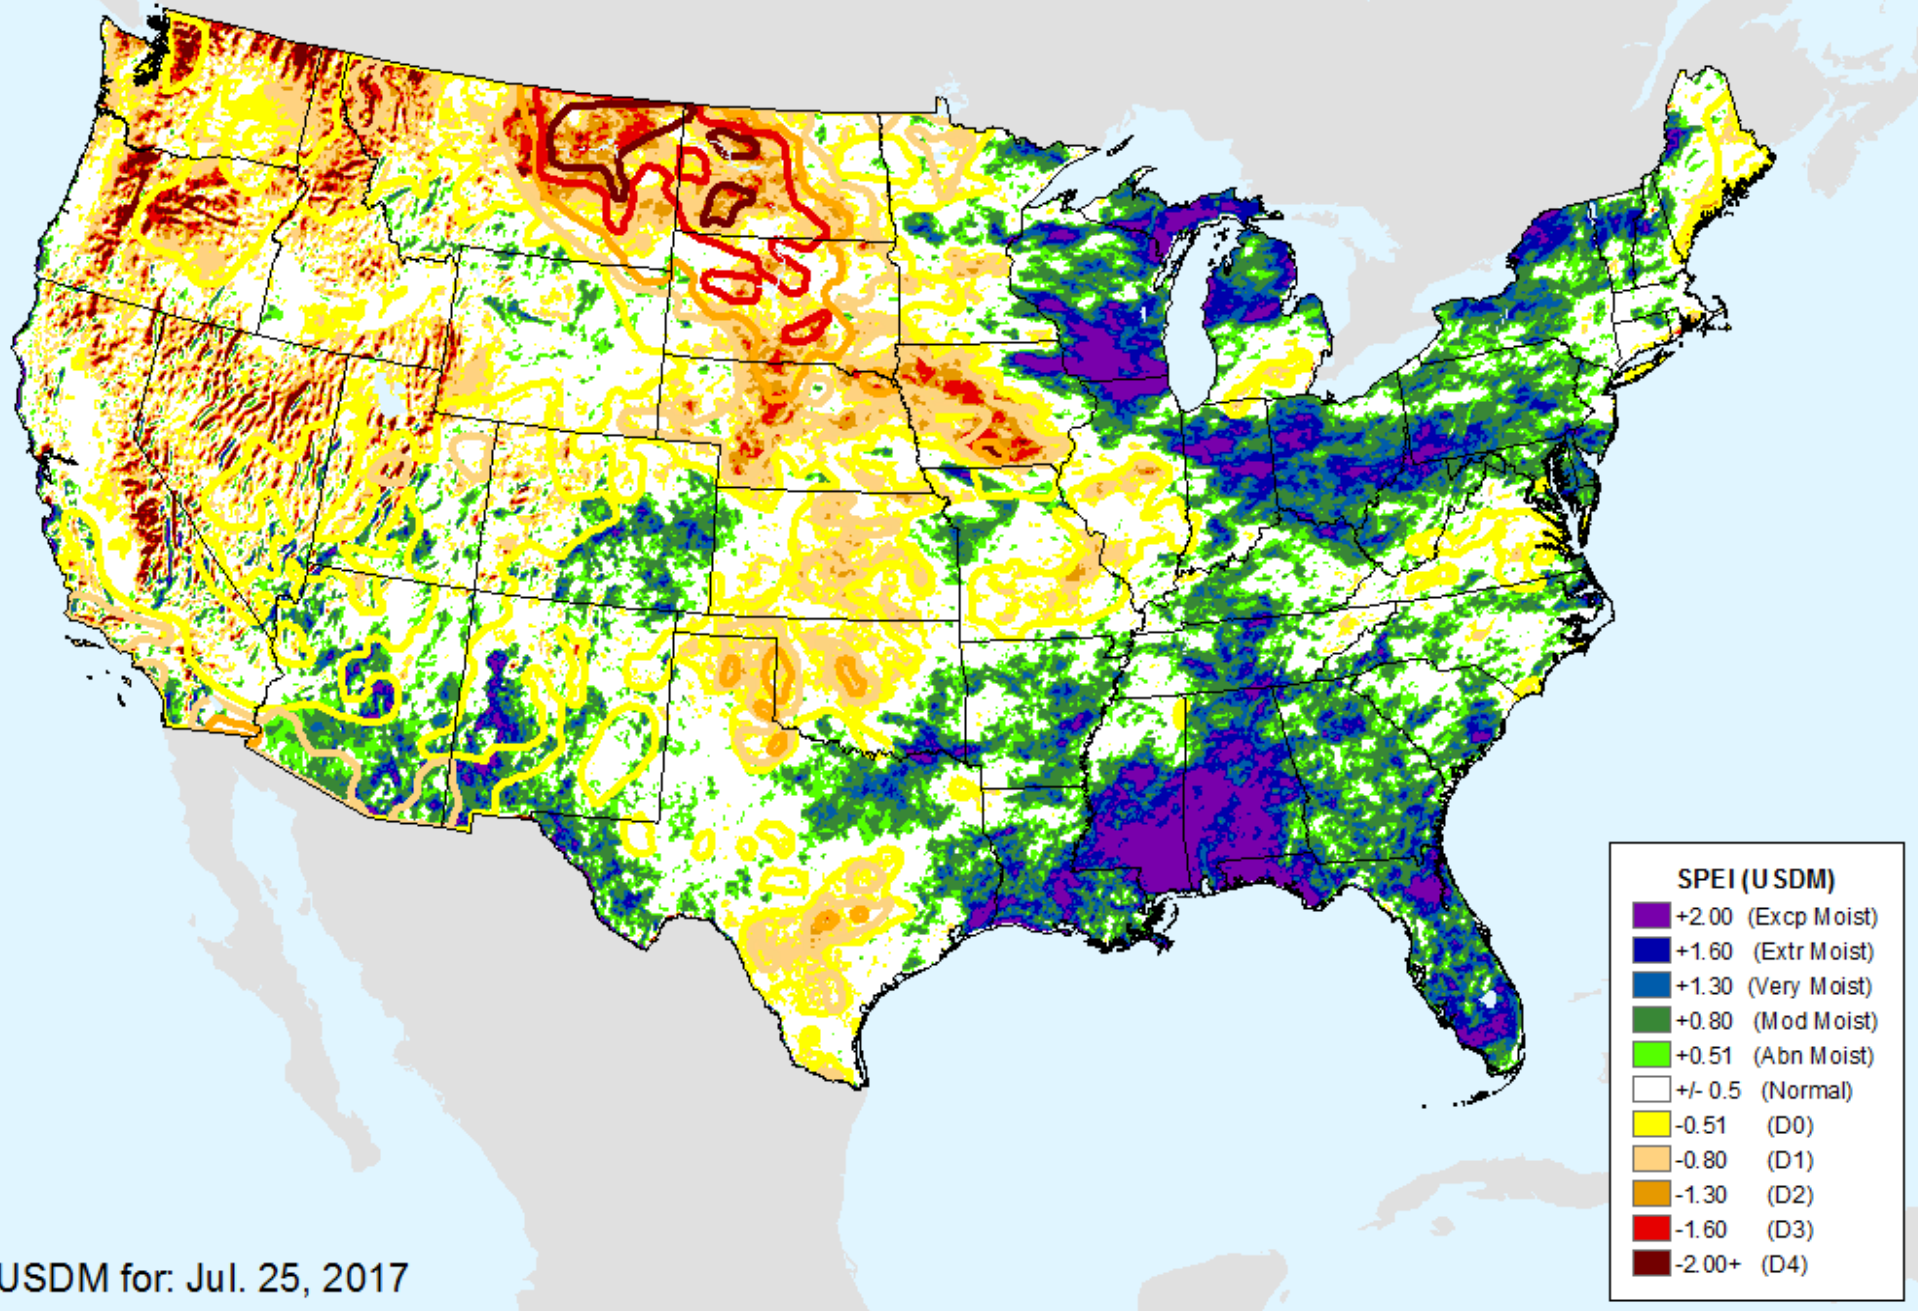 SPEI (USDM)
+2.00 (Excp Moist)
+1.60 (Extr Moist)
+1.30 (Very Moist)
+0.80 (Mod Moist)
+0.51 (Abn Moist)
+/- 0.5 (Normal)
-0.51 (D0)
-0.80 (D1)
-1.30 (D2)
-1.60 (D3)
-2.00+ (D4)
USDM for: Jul. 25, 2017